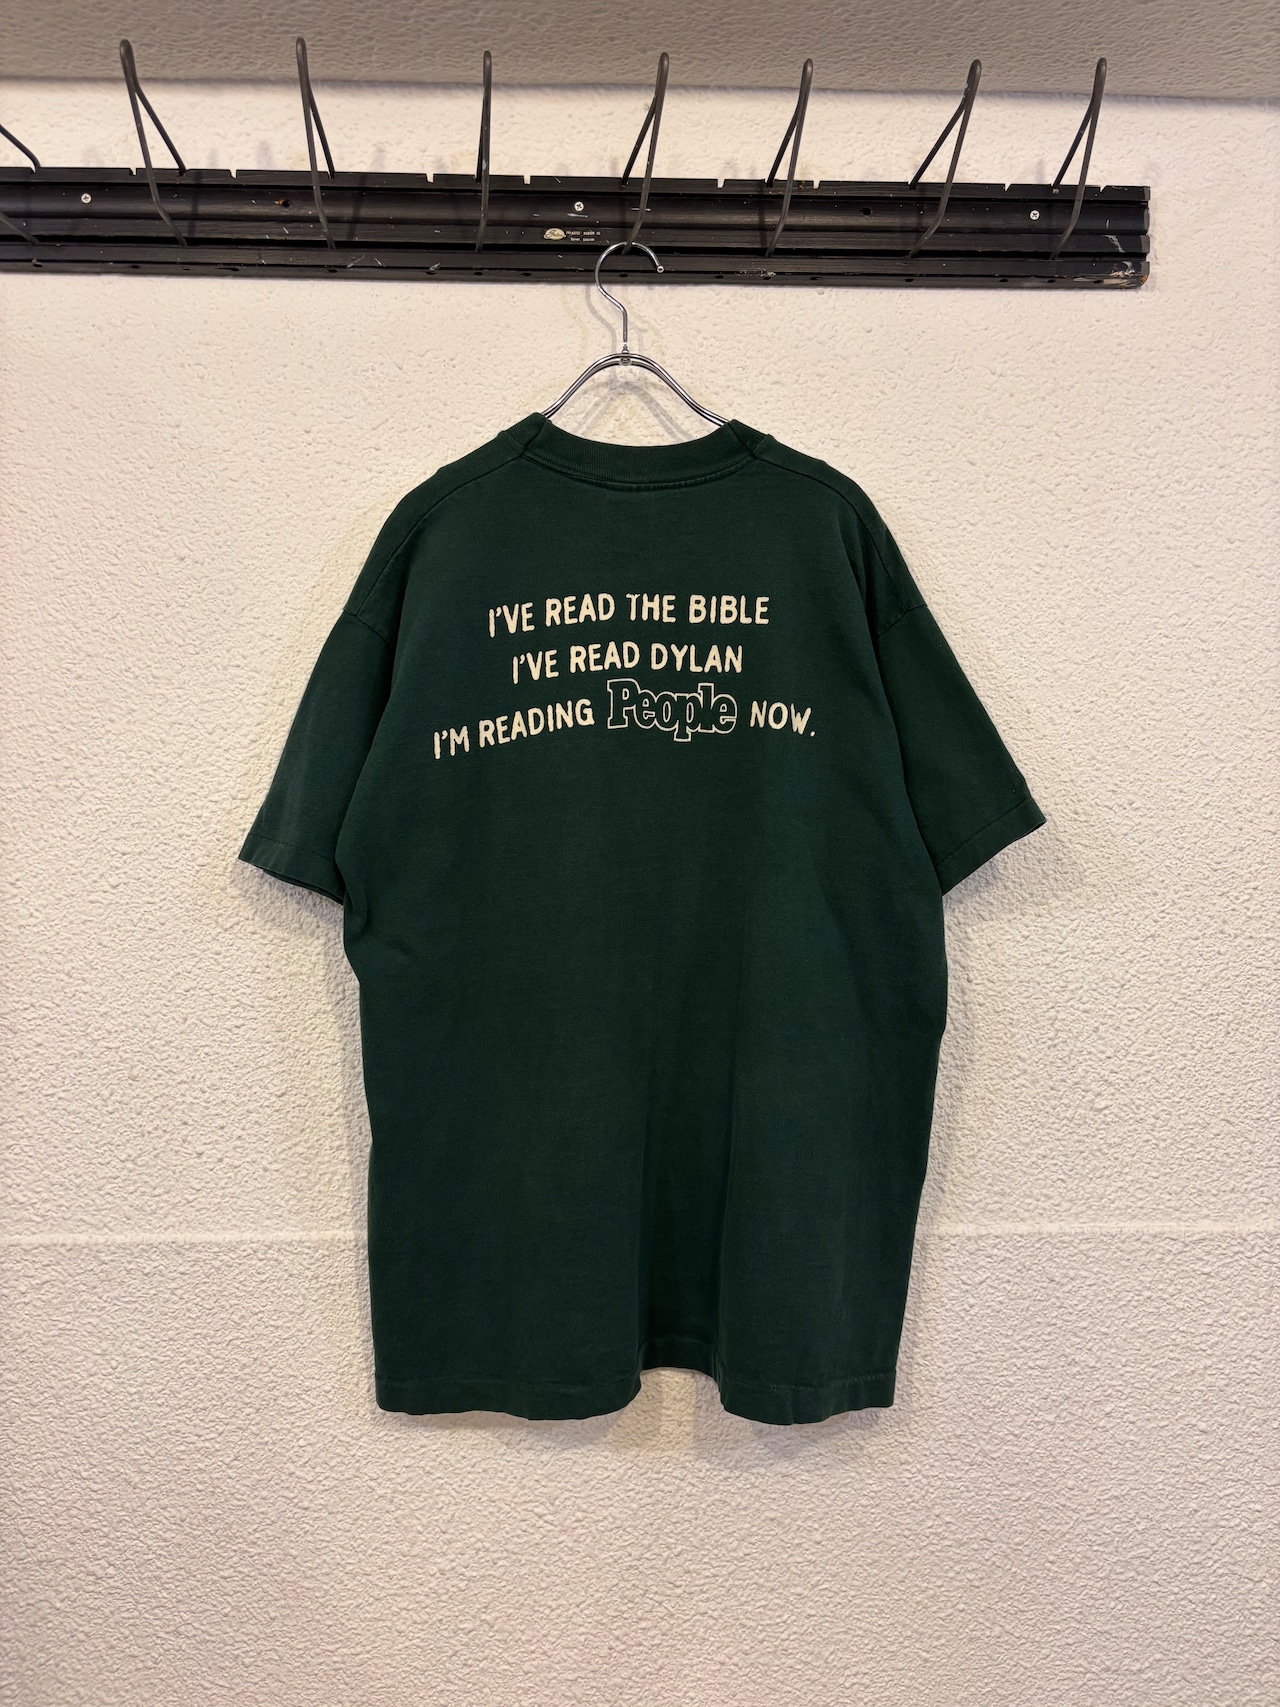 I'VE READ THE BIBLE
I'VE READ DYLAN
I'M READING People NOW.